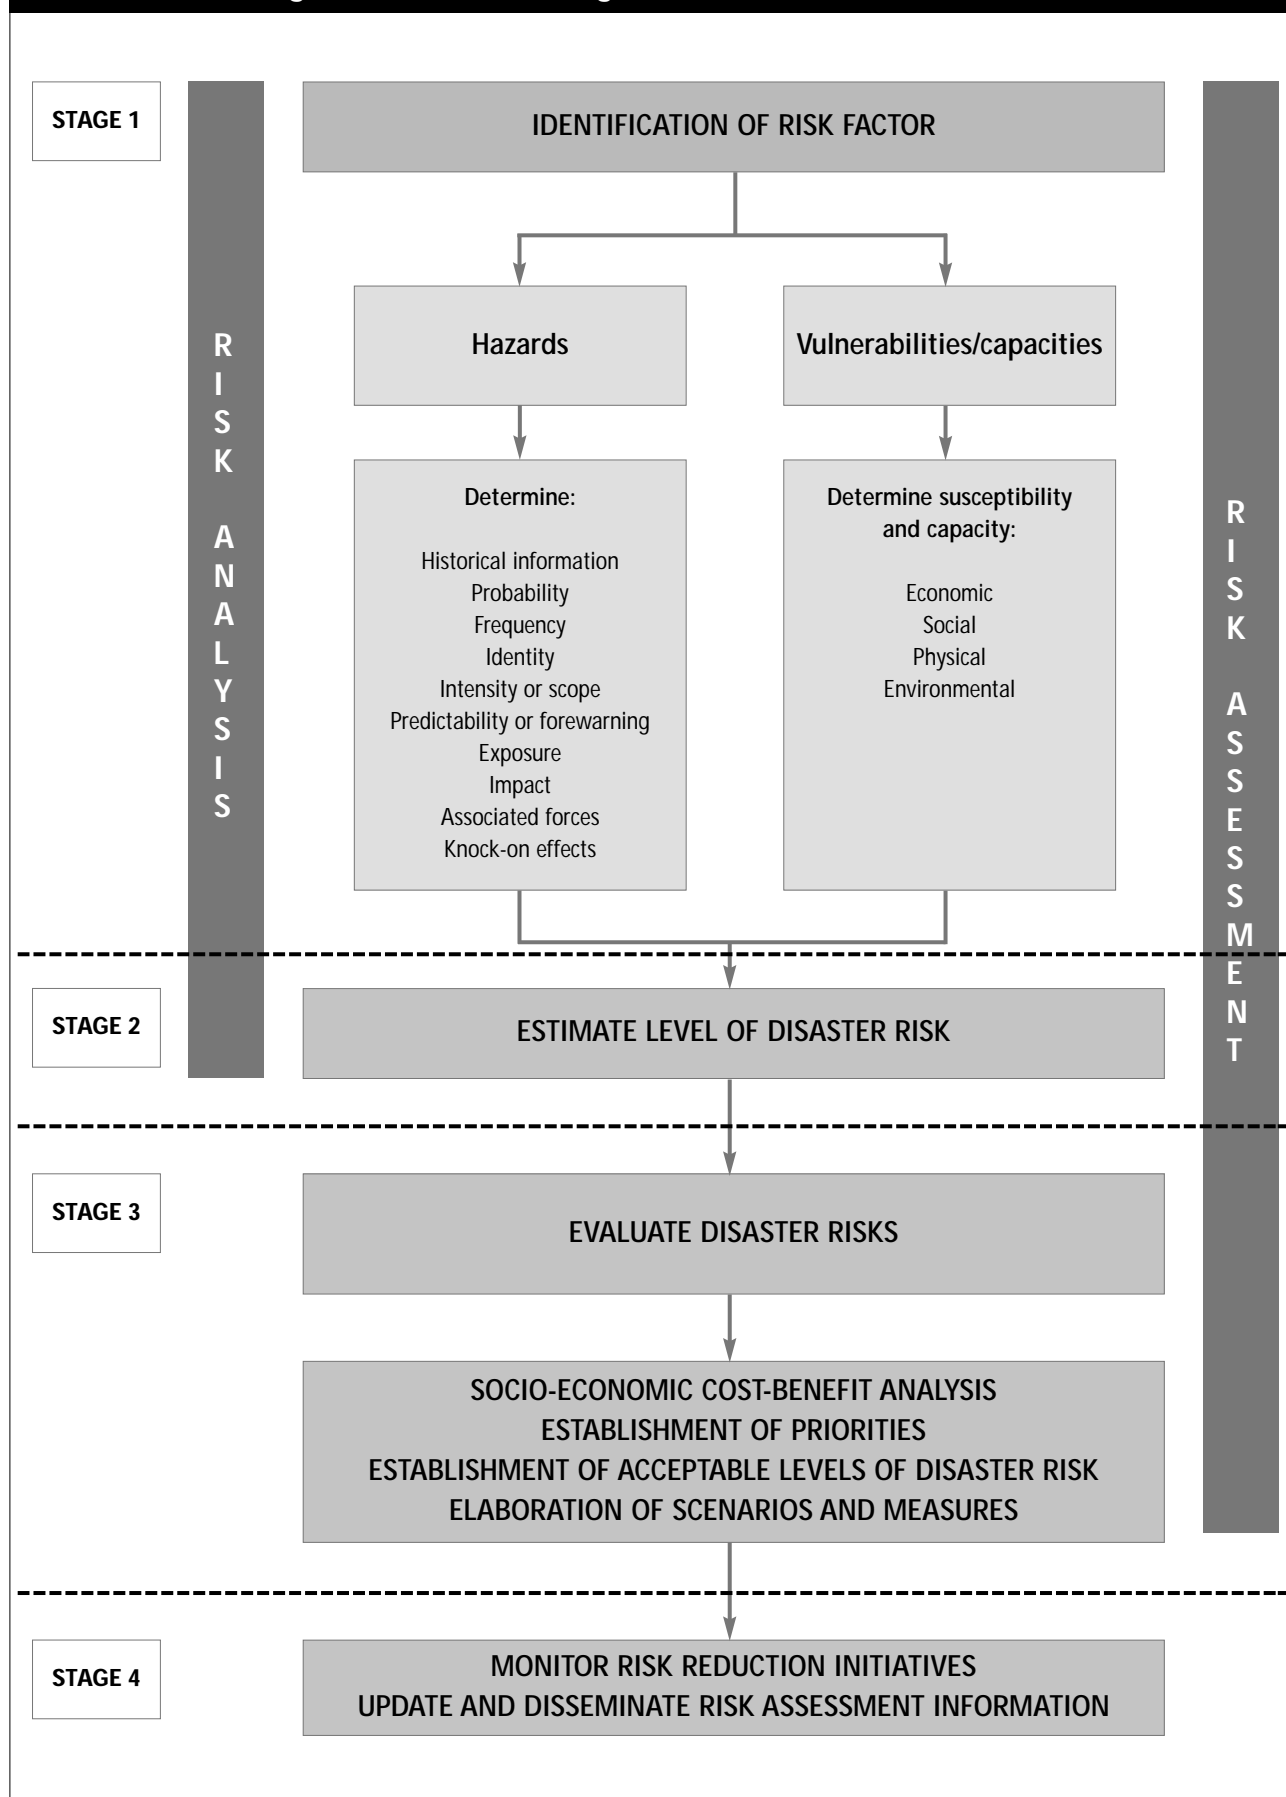 STAGE 1
IDENTIFICATION OF RISK FACTOR
RISK ANALYSIS
RISK ASSESSMENT
Hazards
Vulnerabilities/capacities
Determine:
Historical information
Probability
Frequency
Identity
Intensity or scope
Predictability or forewarning
Exposure
Impact
Associated forces
Knock-on effects
Determine susceptibility
and capacity:
Economic
Social
Physical
Environmental
STAGE 2
ESTIMATE LEVEL OF DISASTER RISK
STAGE 3
EVALUATE DISASTER RISKS
SOCIO-ECONOMIC COST-BENEFIT ANALYSIS
ESTABLISHMENT OF PRIORITIES
ESTABLISHMENT OF ACCEPTABLE LEVELS OF DISASTER RISK
ELABORATION OF SCENARIOS AND MEASURES
STAGE 4
MONITOR RISK REDUCTION INITIATIVES
UPDATE AND DISSEMINATE RISK ASSESSMENT INFORMATION